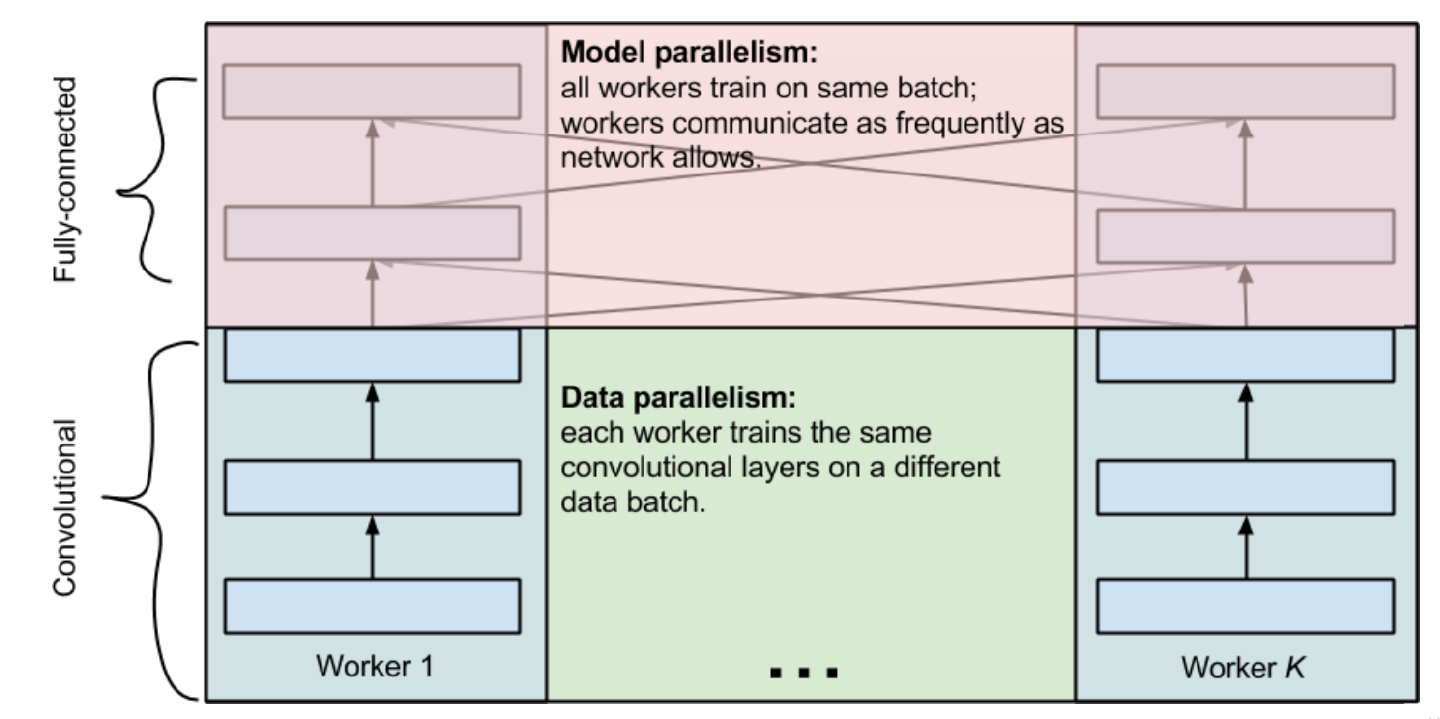 Fully-connected
Model parallelism:
all workers train on same batch;
workers communicate as frequently as
network allows.
Convolutional
Data parallelism:
each worker trains the same
convolutional layers on a different
data batch.
Worker 1
...
Worker K